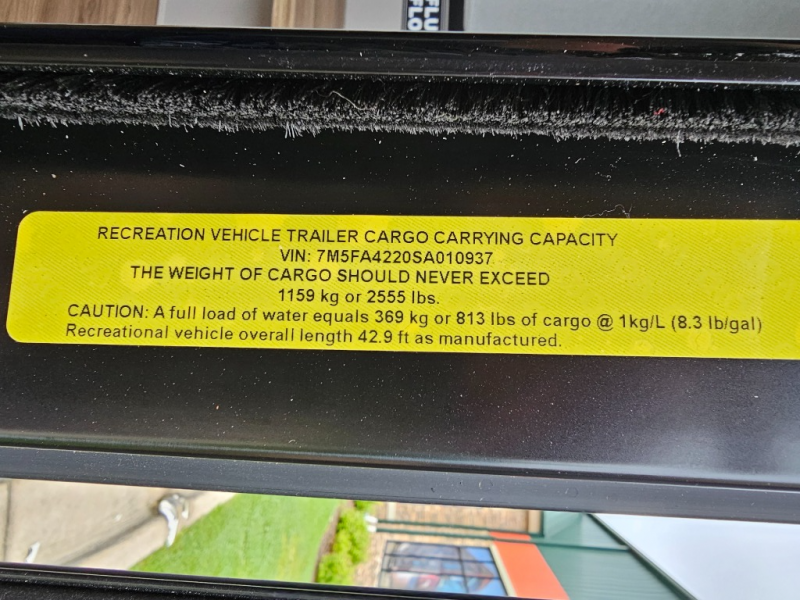 FLU
FLO
RECREATION VEHICLE TRAILER CARGO CARRYING CAPACITY
VIN: 7M5FA4220SA010937
THE WEIGHT OF CARGO SHOULD NEVER EXCEED
1159 kg or 2555 lbs.
CAUTION: A full load of water equals 369 kg or 813 lbs of cargo @ 1kg/L (8.3 lb/gal)
Recreational vehicle overall length 42.9 ft as manufactured.